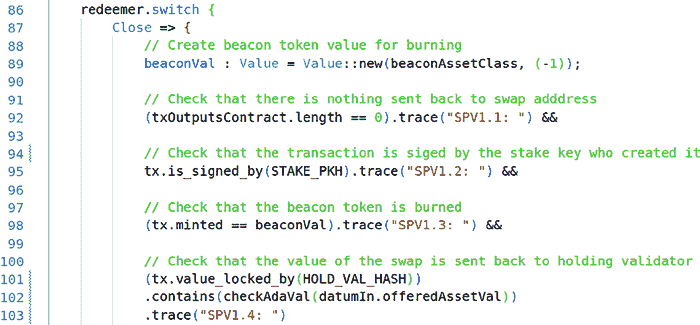 86 redeemer.switch {
87 Close => {
88 // Create beacon token value for burning
89 beaconVal : Value = Value::new(beaconAssetClass, (-1));
90
91 // Check that there is nothing sent back to swap adddress
92 (txOutputsContract.length == 0).trace("SPV1.1: ") &&
93
94 // Check that the transaction is siged by the stake key who created it
95 tx.is_signed_by(STAKE_PKH).trace("SPV1.2: ") &&
96
97 // Check that the beacon token is burned
98 (tx.minted == beaconVal).trace("SPV1.3: ") &&
99
100 // Check that the value of the swap is sent back to holding validator
101 (tx.value_locked_by(HOLD_VAL_HASH))
102 .contains(checkAdaVal(datumIn.offeredAssetVal))
103 .trace("SPV1.4: ")